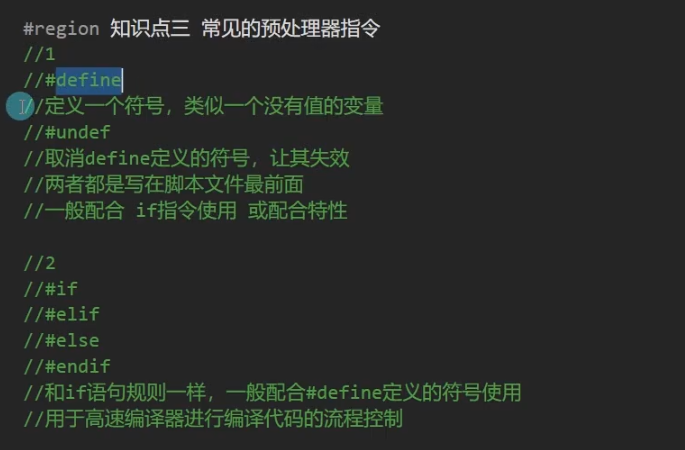 #region 知识点三 常见的预处理器指令
//1
//#define
//定义一个符号，类似一个没有值的变量
//#undef
//取消define定义的符号，让其失效
//两者都是写在脚本文件最前面
//一般配合 if指令使用 或配合特性
//2
//#if
//#elif
//#else
//#endif
//和if语句规则一样，一般配合#define定义的符号使用
//用于高速编译器进行编译代码的流程控制